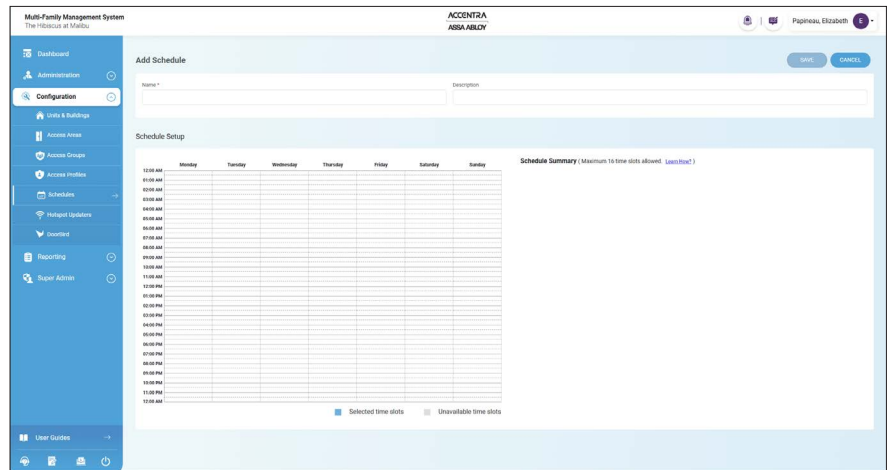 Multi-Family Management System
The Hibiscus at Malibu
ACCENTRA
ASSA ABLOY
Papineau, Elizabeth E
Dashboard
Administration
Configuration
Units & Buildings
Access Areas
Access Groups
Access Profiles
Schedules
Hotspot Updaters
DoorBird
Reporting
Super Admin
User Guides
Add Schedule
SAVE CANCEL
Name * Description
Schedule Setup
Monday Tuesday Wednesday Thursday Friday Saturday Sunday
Schedule Summary ( Maximum 16 time slots allowed. Learn How? )
12:00 AM
01:00 AM
02:00 AM
03:00 AM
04:00 AM
05:00 AM
06:00 AM
07:00 AM
08:00 AM
09:00 AM
10:00 AM
11:00 AM
12:00 PM
01:00 PM
02:00 PM
03:00 PM
04:00 PM
05:00 PM
06:00 PM
07:00 PM
08:00 PM
09:00 PM
10:00 PM
11:00 PM
12:00 AM
Selected time slots Unavailable time slots